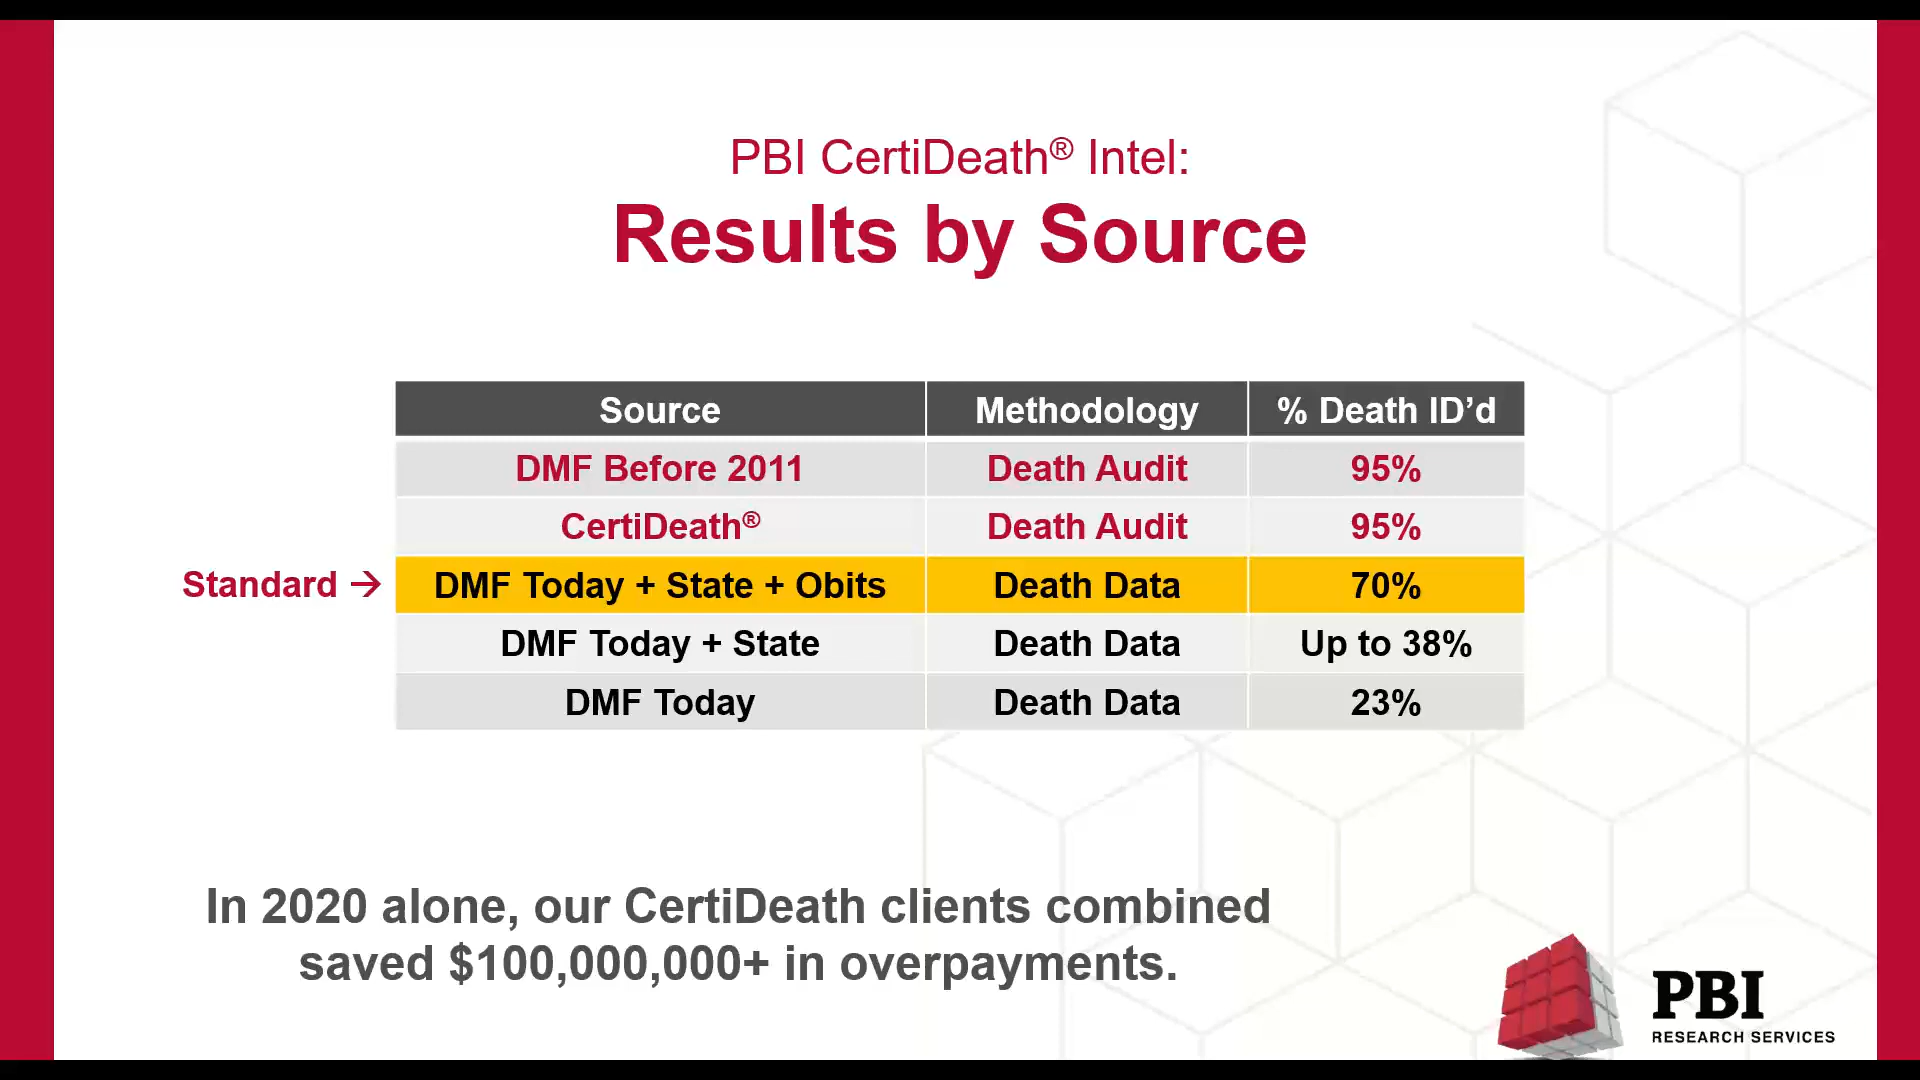 PBI CertiDeath® Intel:
Results by Source
Source Methodology % Death ID’d
DMF Before 2011 Death Audit 95%
CertiDeath® Death Audit 95%
Standard → DMF Today + State + Obits Death Data 70%
DMF Today + State Death Data Up to 38%
DMF Today Death Data 23%
In 2020 alone, our CertiDeath clients combined
saved $100,000,000+ in overpayments.
PBI
RESEARCH SERVICES